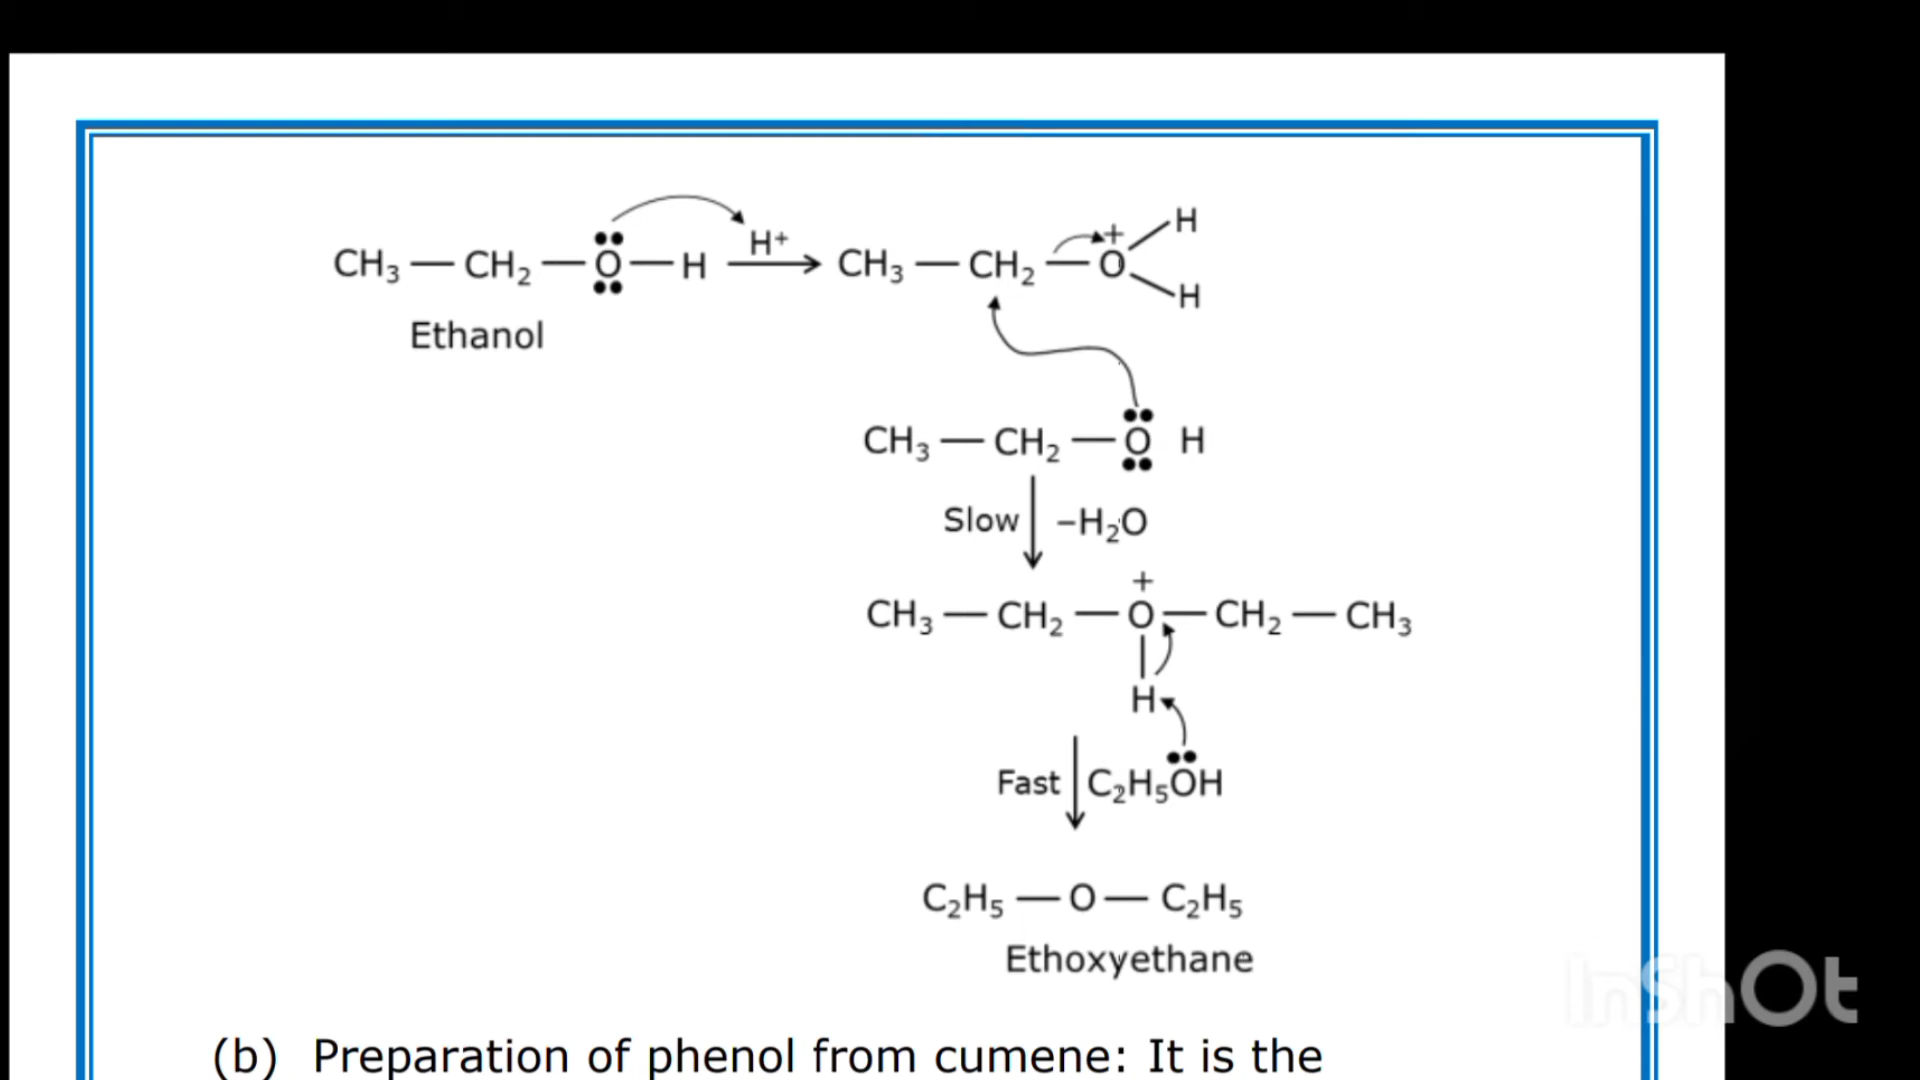 CH₃ — CH₂ — O — H H⁺ CH₃ — CH₂ — O⁺ H H
Ethanol
CH₃ — CH₂ — O H
Slow –H₂O
+
CH₃ — CH₂ — O — CH₂ — CH₃
H
Fast C₂H₅OH
C₂H₅ — O — C₂H₅
Ethoxyethane
InShOt
(b) Preparation of phenol from cumene: It is the